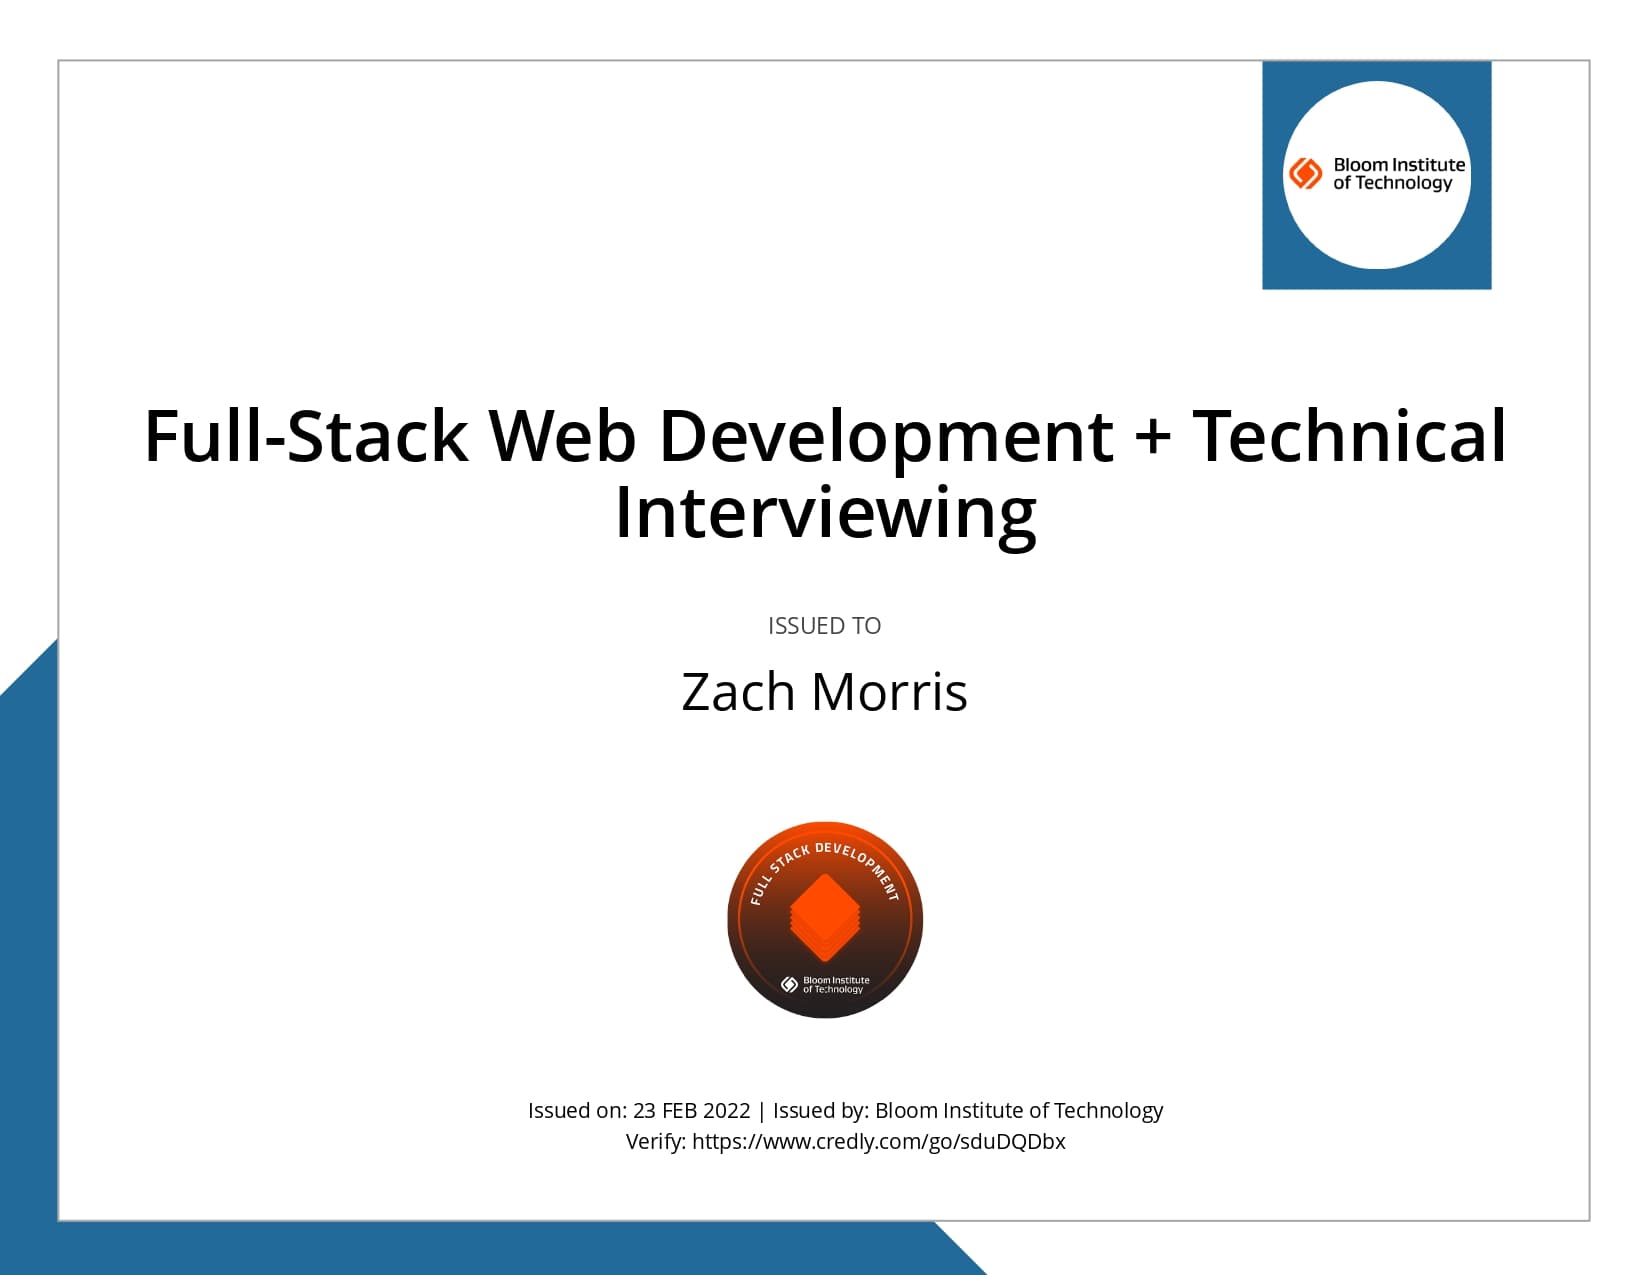 Bloom Institute
of Technology
Full-Stack Web Development + Technical
Interviewing
ISSUED TO
Zach Morris
FULL STACK DEVELOPMENT
Bloom Institute
of Technology
Issued on: 23 FEB 2022 | Issued by: Bloom Institute of Technology
Verify: https://www.credly.com/go/sduDQDbx